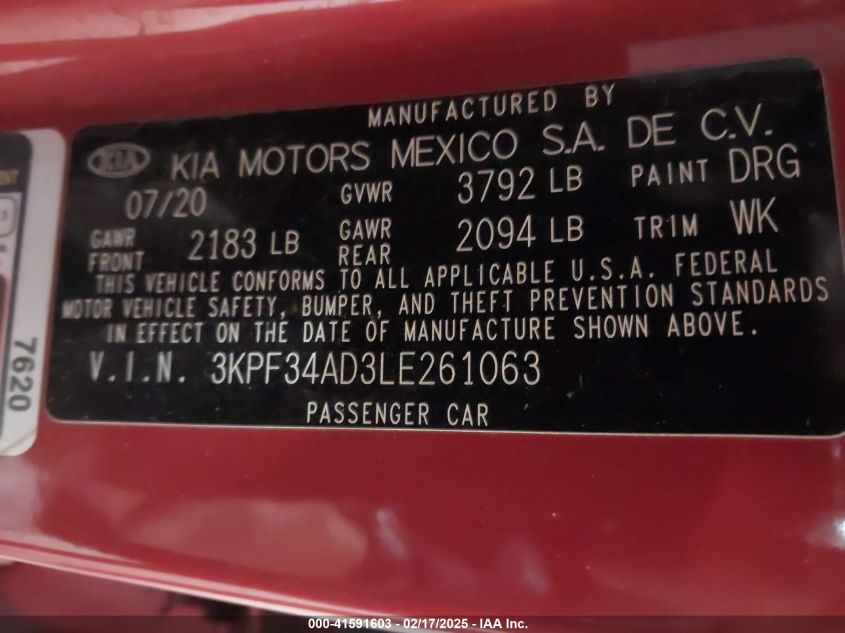 MANUFACTURED BY
KIA KIA MOTORS MEXICO S.A. DE C.V.
07/20 GVWR 3792 LB PAINT DRG
GAWR FRONT 2183 LB GAWR REAR 2094 LB TRIM WK
THIS VEHICLE CONFORMS TO ALL APPLICABLE U.S.A. FEDERAL
MOTOR VEHICLE SAFETY, BUMPER, AND THEFT PREVENTION STANDARDS
IN EFFECT ON THE DATE OF MANUFACTURE SHOWN ABOVE.
V.I.N. 3KPF34AD3LE261063
PASSENGER CAR
7620
000-41591603 - 02/17/2025 - IAA Inc.